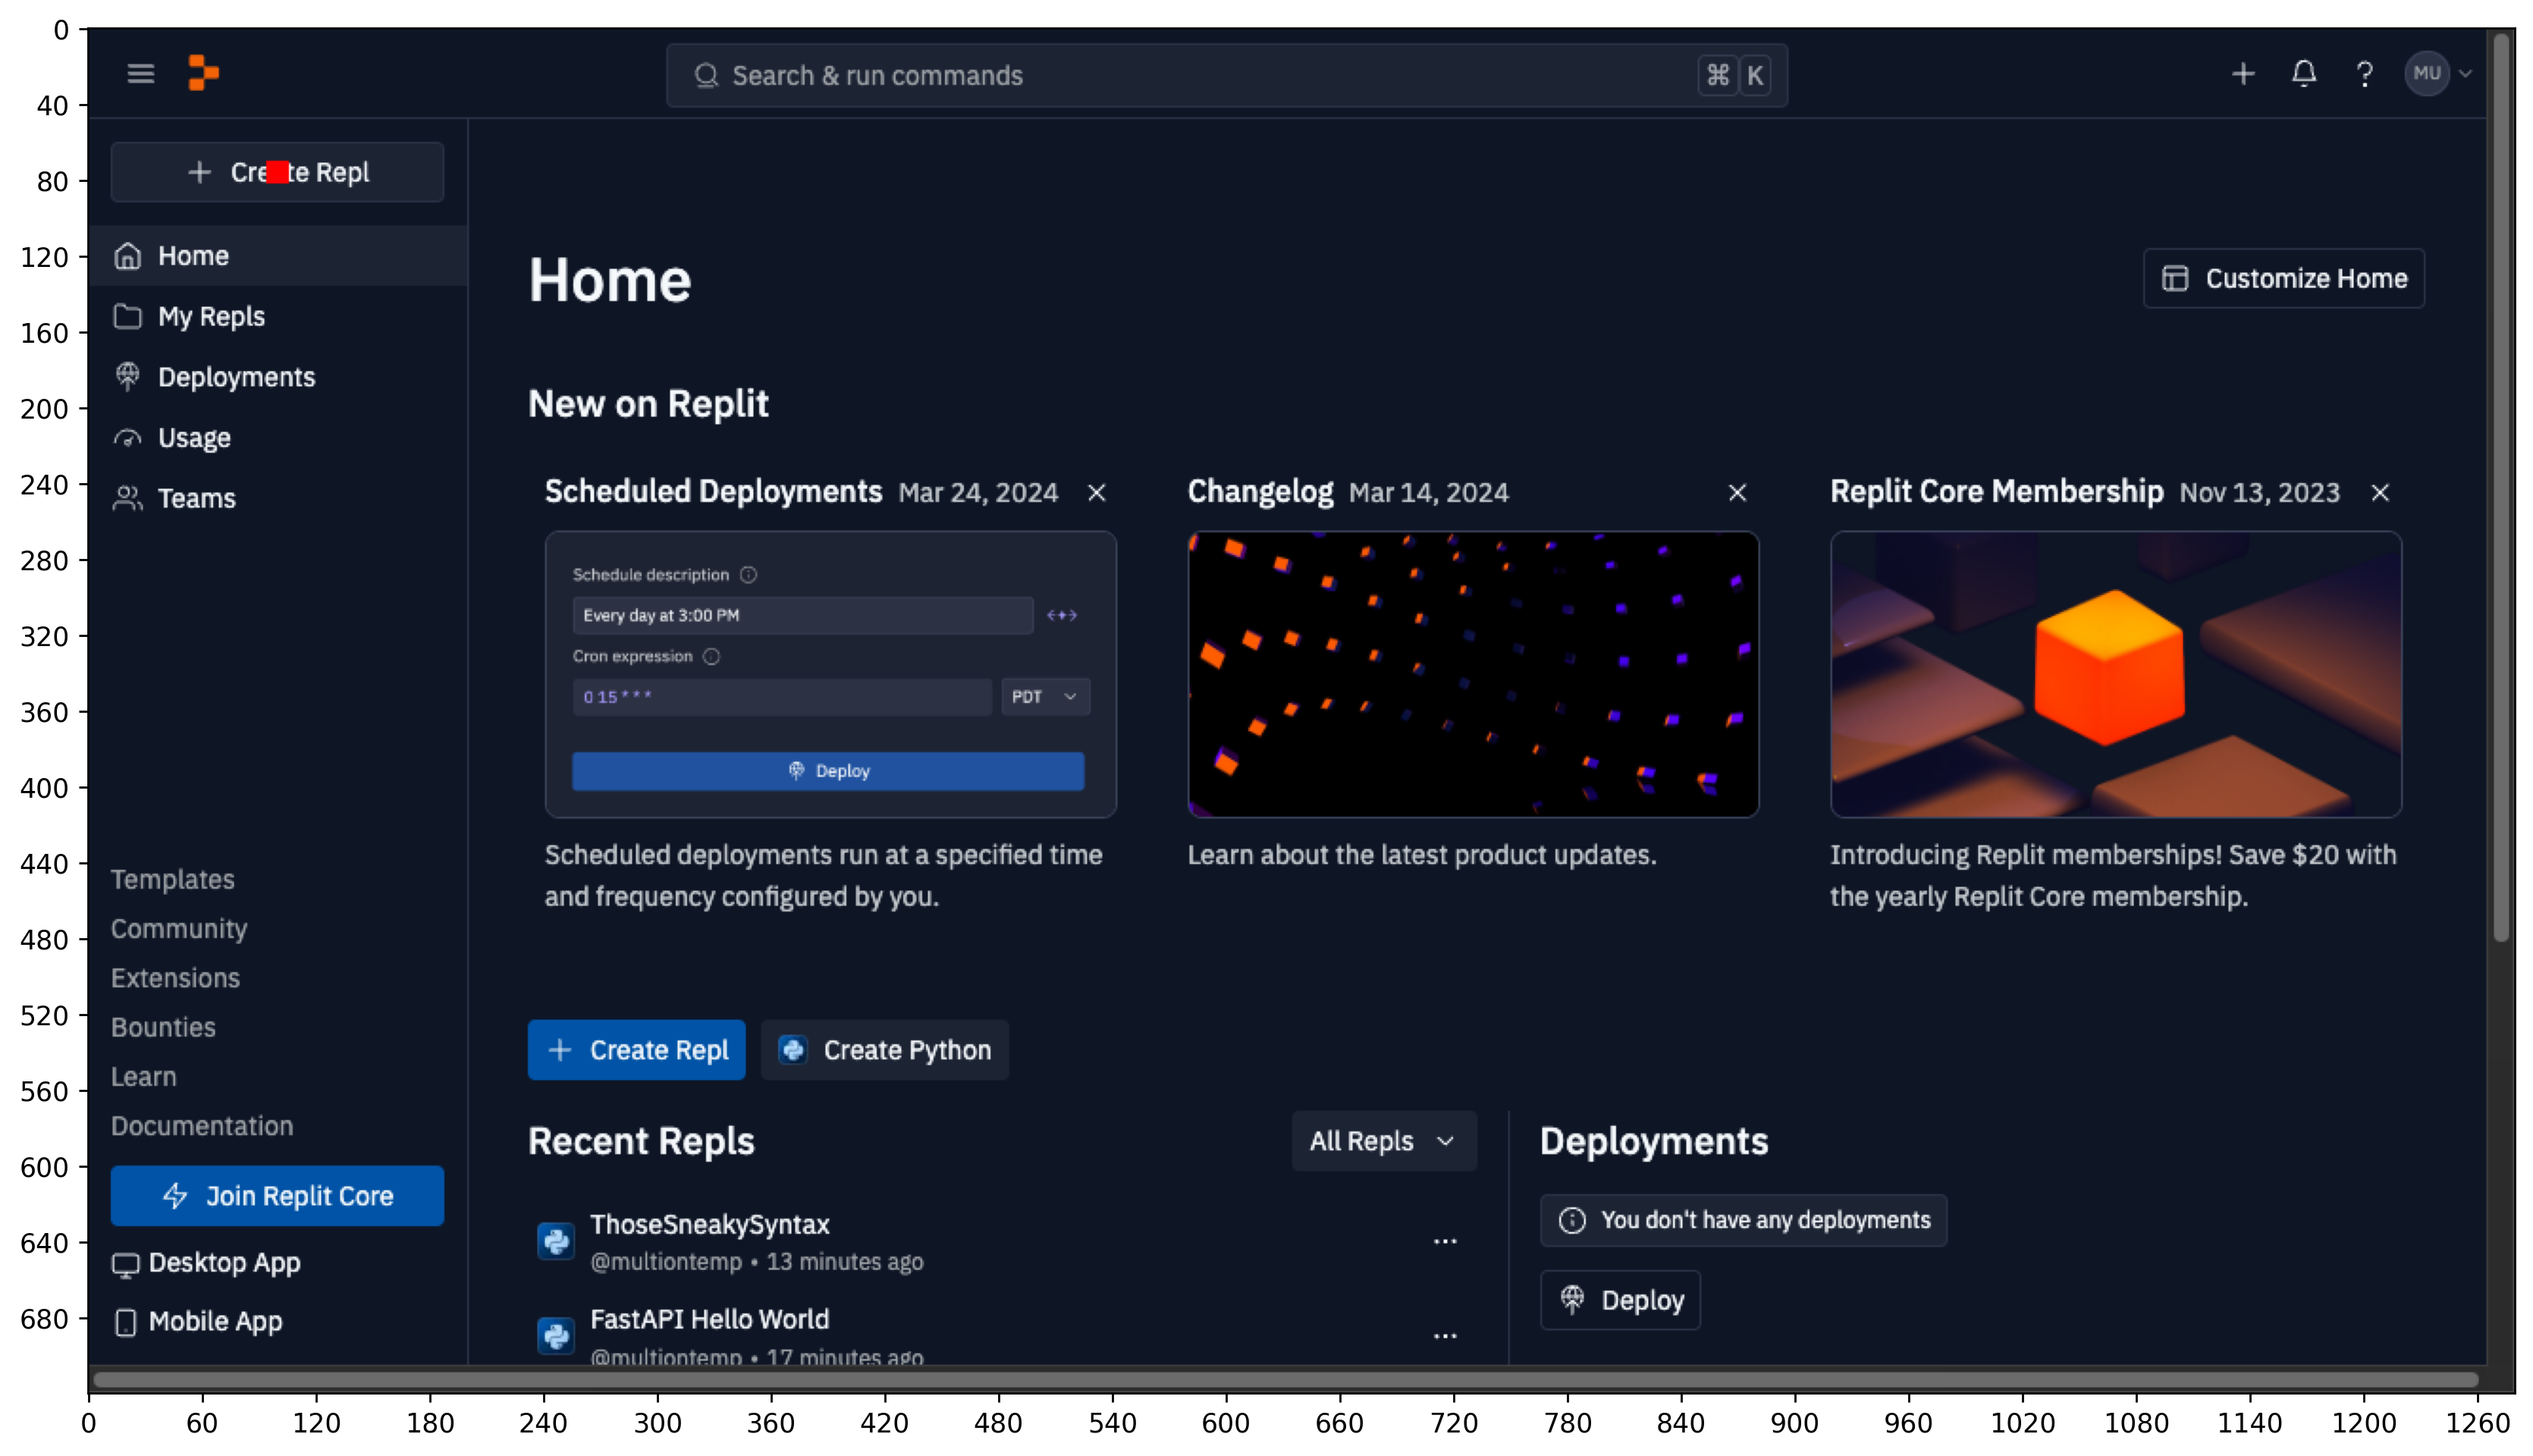 Search & run commands
⌘ K
MU
Create Repl
Home
My Repls
Deployments
Usage
Teams
Templates
Community
Extensions
Bounties
Learn
Documentation
Join Replit Core
Desktop App
Mobile App
Home
Customize Home
New on Replit
Scheduled Deployments Mar 24, 2024
Schedule description
Every day at 3:00 PM
Cron expression
0 15 * * *
PDT
Deploy
Scheduled deployments run at a specified time
and frequency configured by you.
Changelog Mar 14, 2024
Learn about the latest product updates.
Replit Core Membership Nov 13, 2023
Introducing Replit memberships! Save $20 with
the yearly Replit Core membership.
Create Repl
Create Python
Recent Repls
All Repls
ThoseSneakySyntax
@multiontemp • 13 minutes ago
FastAPI Hello World
@multiontemp • 17 minutes ago
Deployments
You don't have any deployments
Deploy
0
40
80
120
160
200
240
280
320
360
400
440
480
520
560
600
640
680
0 60 120 180 240 300 360 420 480 540 600 660 720 780 840 900 960 1020 1080 1140 1200 1260